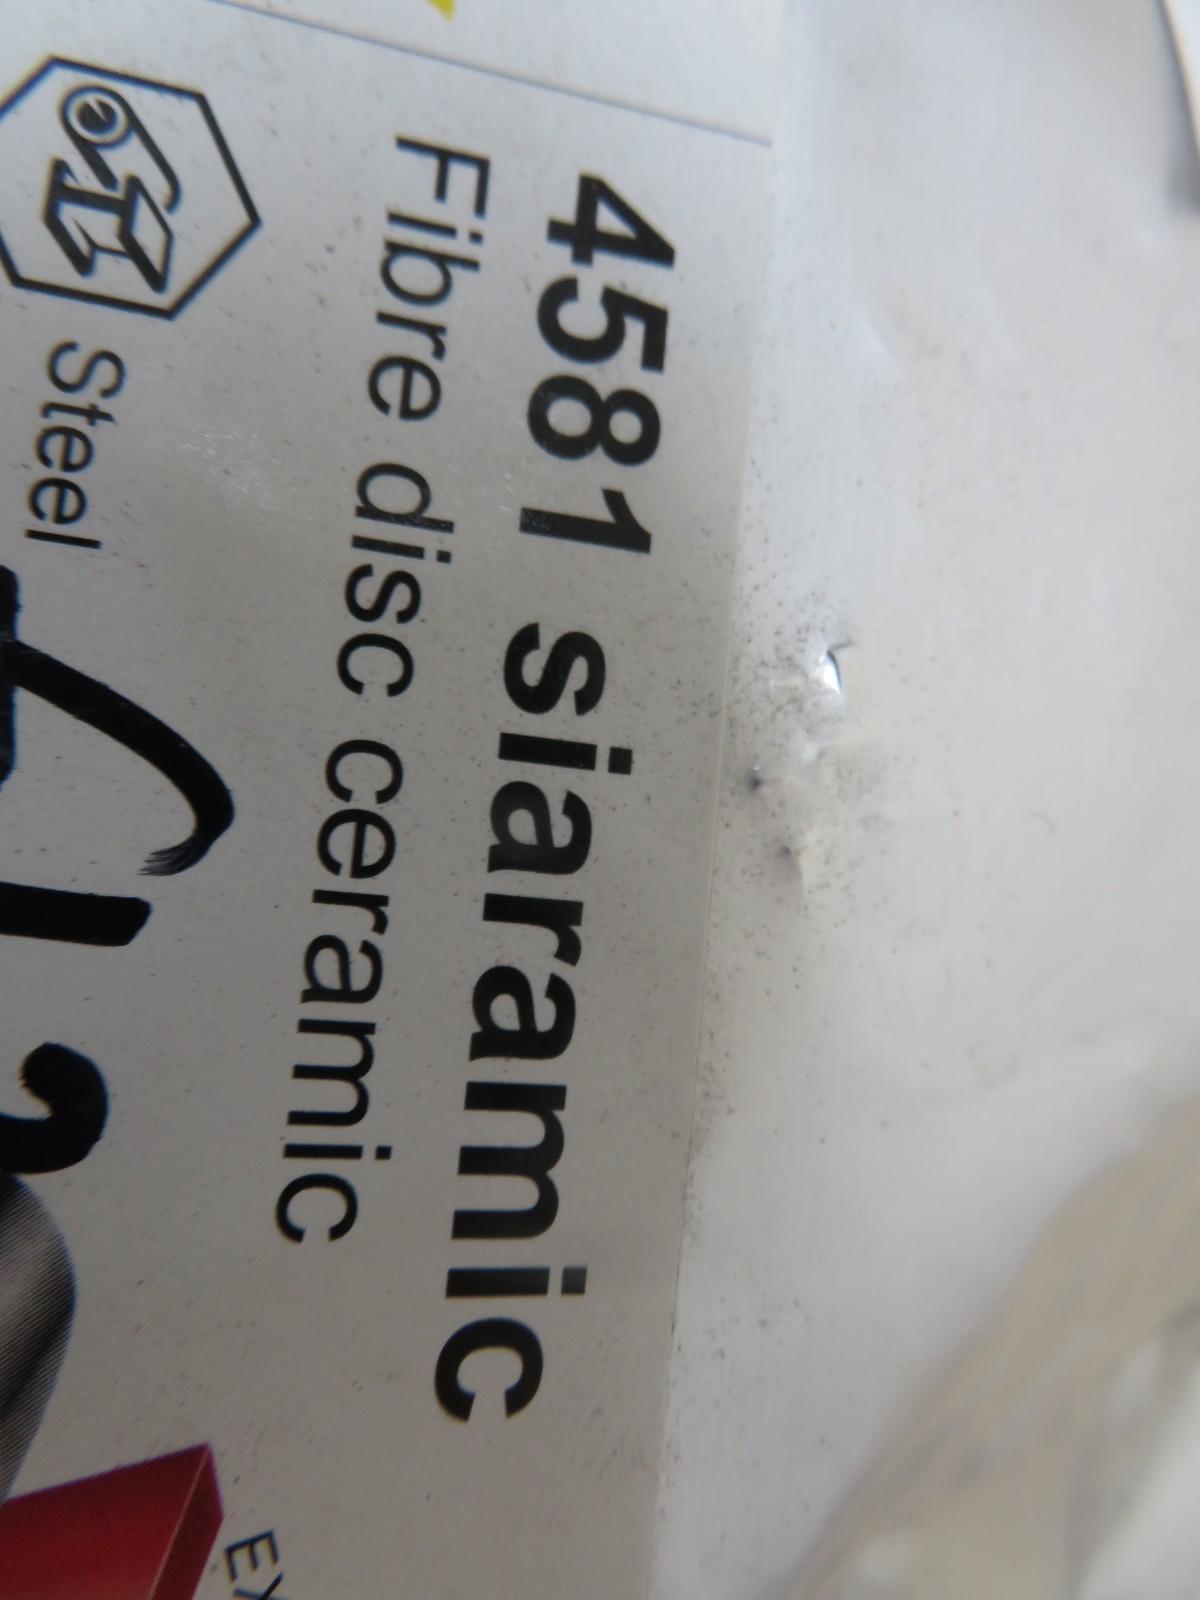 4581 siaramic
Fibre disc ceramic
Steel